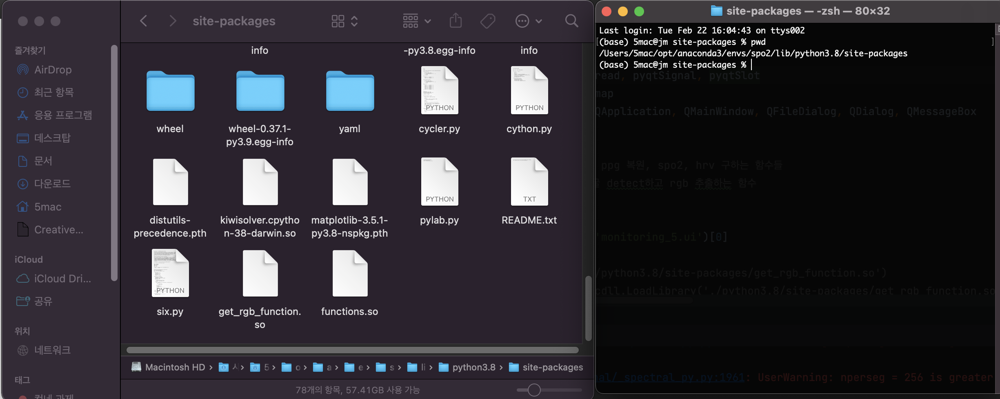 site-packages
즐겨찾기
AirDrop
최근 항목
응용 프로그램
데스크탑
문서
다운로드
5mac
Creative...
iCloud
iCloud Dri...
공유
위치
네트워크
태그
info
-py3.8.egg-info
info
wheel
wheel-0.37.1-
py3.9.egg-info
yaml
PYTHON
cycler.py
PYTHON
cython.py
distutils-
precedence.pth
kiwisolver.cpytho
n-38-darwin.so
matplotlib-3.5.1-
py3.8-nspkg.pth
PYTHON
pylab.py
TXT
README.txt
PYTHON
six.py
get_rgb_function.
so
functions.so
Macintosh HD › 5 › o › a › e › s › li › python3.8 › site-packages
78개의 항목, 57.41GB 사용 가능
site-packages — -zsh — 80×32
Last login: Tue Feb 22 16:04:43 on ttys002
[(base) 5mac@jm site-packages % pwd ]
/Users/5mac/opt/anaconda3/envs/spo2/lib/python3.8/site-packages
(base) 5mac@jm site-packages %
read, pyqtSignal, pyqtSlot
map
QApplication, QMainWindow, QFileDialog, QDialog, QMessageBox
ppg 복원, spo2, hrv 구하는 함수들
detect하고 rgb 추출하는 함수
'monitoring_5.ui')[0]
/python3.8/site-packages/get_rgb_function.so')
cdll.LoadLibrary('./python3.8/site-packages/get_rgb_function.so
nal/_spectral_py.py:1961: UserWarning: nperseg = 256 is greater